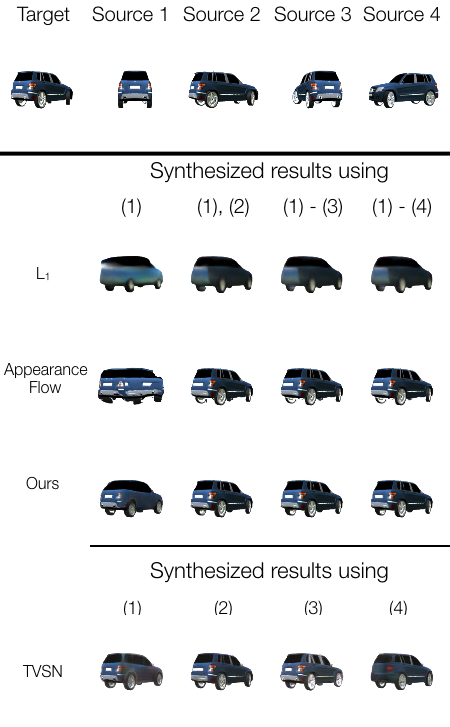 Target Source 1 Source 2 Source 3 Source 4
Synthesized results using
(1) (1), (2) (1) - (3) (1) - (4)
L1
Appearance
Flow
Ours
Synthesized results using
(1) (2) (3) (4)
TVSN